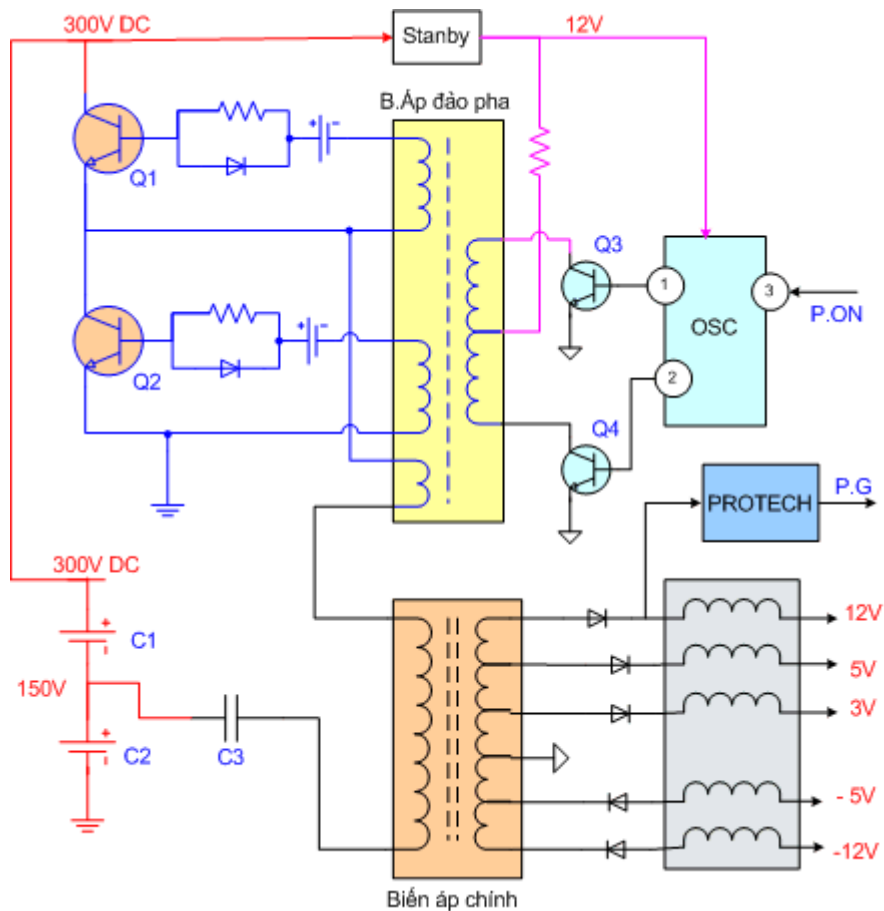 300V DC
Stanby
12V
B.Áp đảo pha
Q1
Q3
1
3
OSC
P.ON
Q2
2
Q4
PROTECH
P.G
300V DC
+
-
C1
150V
+
-
C2
C3
12V
5V
3V
- 5V
-12V
Biến áp chính
+
-
+
-